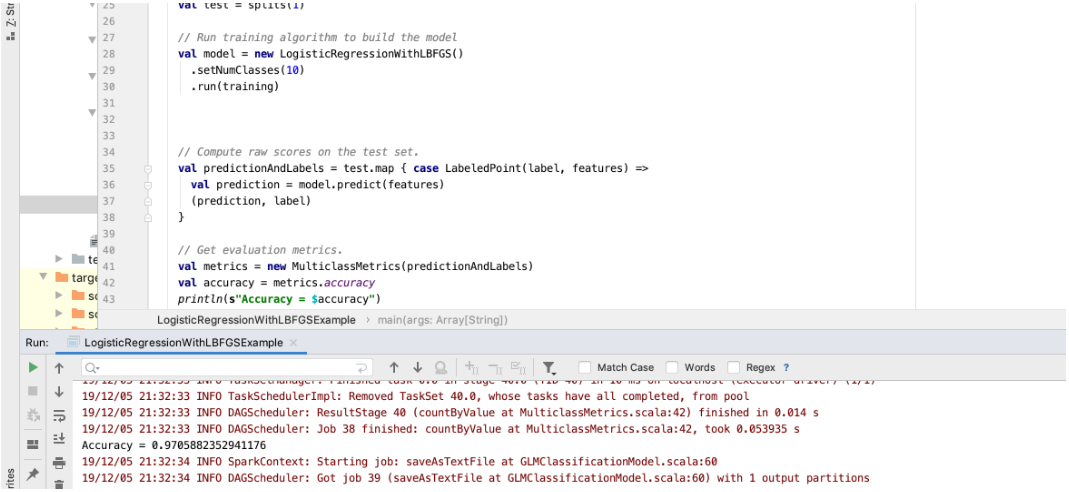 Z: Str
25 val test = splits(1)
26
27 // Run training algorithm to build the model
28 val model = new LogisticRegressionWithLBFGS()
29 .setNumClasses(10)
30 .run(training)
31
32
33
34 // Compute raw scores on the test set.
35 val predictionAndLabels = test.map { case LabeledPoint(label, features) =>
36 val prediction = model.predict(features)
37 (prediction, label)
38 }
39
40 // Get evaluation metrics.
41 val metrics = new MulticlassMetrics(predictionAndLabels)
42 val accuracy = metrics.accuracy
43 println(s"Accuracy = $accuracy")
te
targe
sc
sc
LogisticRegressionWithLBFGSExample › main(args: Array[String])
Run: LogisticRegressionWithLBFGSExample ×
Match Case Words Regex ?
19/12/05 21:32:33 INFO TaskSetManager: Finished task 0.0 in stage 40.0 (TID 40) in 10 ms on localhost (executor driver) (1/1)
19/12/05 21:32:33 INFO TaskSchedulerImpl: Removed TaskSet 40.0, whose tasks have all completed, from pool
19/12/05 21:32:33 INFO DAGScheduler: ResultStage 40 (countByValue at MulticlassMetrics.scala:42) finished in 0.014 s
19/12/05 21:32:33 INFO DAGScheduler: Job 38 finished: countByValue at MulticlassMetrics.scala:42, took 0.053935 s
Accuracy = 0.9705882352941176
19/12/05 21:32:34 INFO SparkContext: Starting job: saveAsTextFile at GLMClassificationModel.scala:60
19/12/05 21:32:34 INFO DAGScheduler: Got job 39 (saveAsTextFile at GLMClassificationModel.scala:60) with 1 output partitions
rites